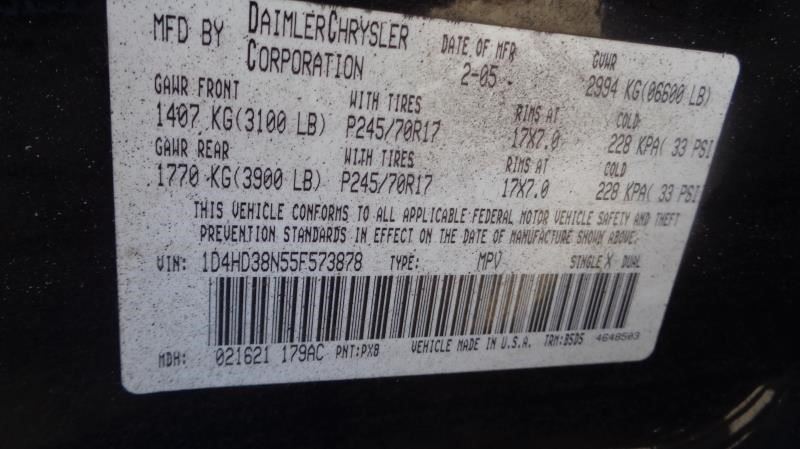 MFD BY DAIMLERCHRYSLER CORPORATION DATE OF MFR 2-05 GVWR 2994 KG(06600 LB)
GAWR FRONT WITH TIRES RIMS AT COLD
1407 KG(3100 LB) P245/70R17 17X7.0 228 KPA( 33 PSI
GAWR REAR WITH TIRES RIMS AT COLD
1770 KG(3900 LB) P245/70R17 17X7.0 228 KPA( 33 PSI
THIS VEHICLE CONFORMS TO ALL APPLICABLE FEDERAL MOTOR VEHICLE SAFETY AND THEFT
PREVENTION STANDARDS IN EFFECT ON THE DATE OF MANUFACTURE SHOWN ABOVE.
VIN: 1D4HD38N55F573878 TYPE: MPV SINGLE X DUAL
MDH: 021621 179AC PNT:PX8 VEHICLE MADE IN U.S.A. TRM:BSD5 4648503